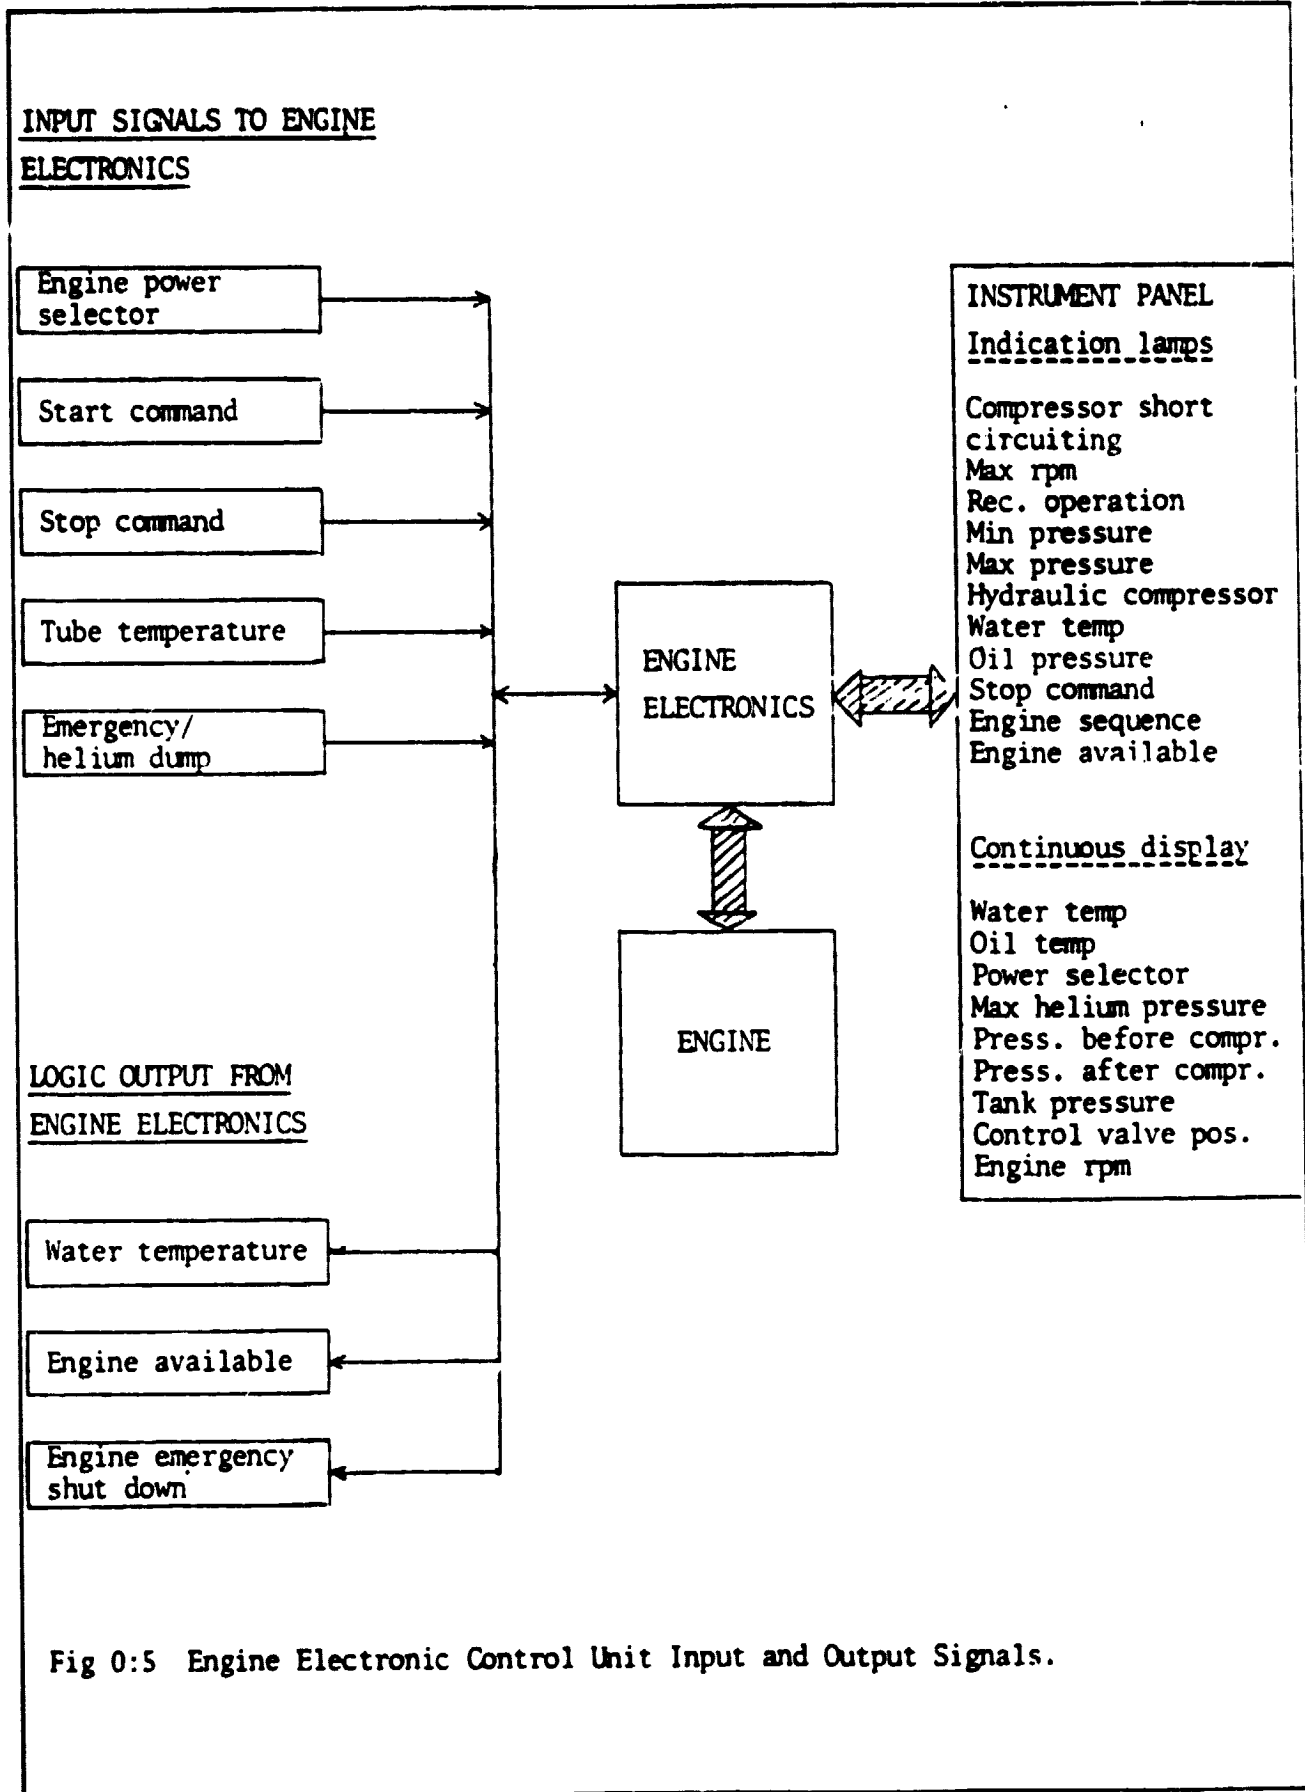 INPUT SIGNALS TO ENGINE
ELECTRONICS
Engine power
selector
Start command
Stop command
Tube temperature
Emergency/
helium dump
LOGIC OUTPUT FROM
ENGINE ELECTRONICS
Water temperature
Engine available
Engine emergency
shut down
ENGINE
ELECTRONICS
ENGINE
INSTRUMENT PANEL
Indication lamps
Compressor short
circuiting
Max rpm
Rec. operation
Min pressure
Max pressure
Hydraulic compressor
Water temp
Oil pressure
Stop command
Engine sequence
Engine available
Continuous display
Water temp
Oil temp
Power selector
Max helium pressure
Press. before compr.
Press. after compr.
Tank pressure
Control valve pos.
Engine rpm
Fig 0:5 Engine Electronic Control Unit Input and Output Signals.